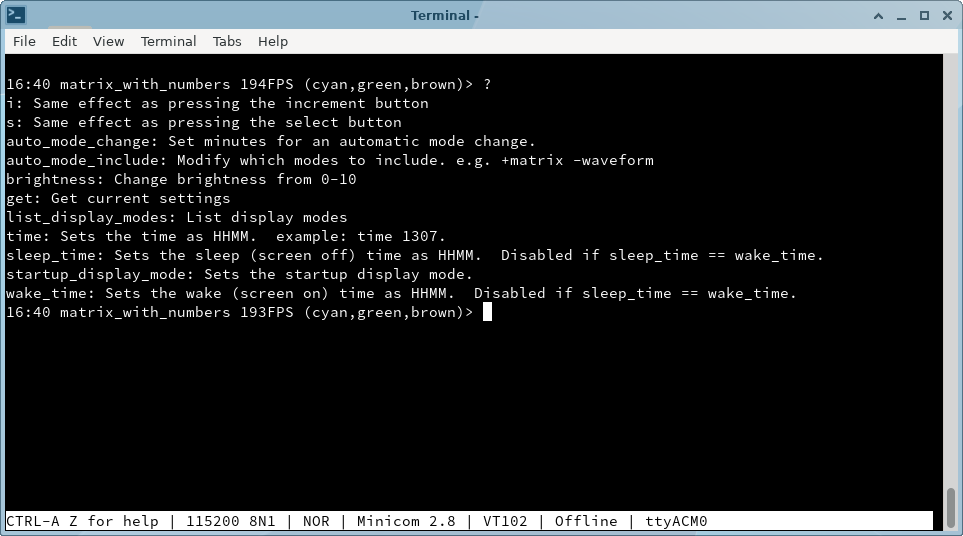 Terminal -
File Edit View Terminal Tabs Help
16:40 matrix_with_numbers 194FPS (cyan,green,brown)> ?
i: Same effect as pressing the increment button
s: Same effect as pressing the select button
auto_mode_change: Set minutes for an automatic mode change.
auto_mode_include: Modify which modes to include. e.g. +matrix -waveform
brightness: Change brightness from 0-10
get: Get current settings
list_display_modes: List display modes
time: Sets the time as HHMM.  example: time 1307.
sleep_time: Sets the sleep (screen off) time as HHMM.  Disabled if sleep_time == wake_time.
startup_display_mode: Sets the startup display mode.
wake_time: Sets the wake (screen on) time as HHMM.  Disabled if sleep_time == wake_time.
16:40 matrix_with_numbers 193FPS (cyan,green,brown)>
CTRL-A Z for help | 115200 8N1 | NOR | Minicom 2.8 | VT102 | Offline | ttyACM0